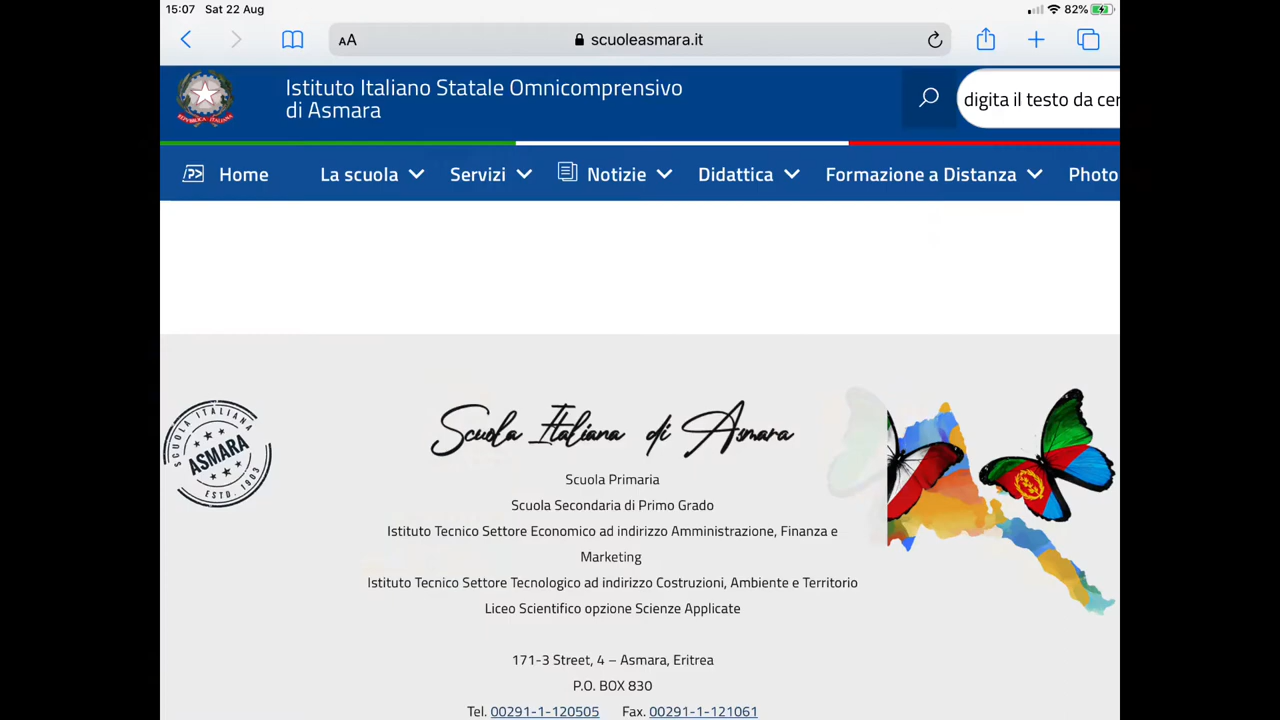 15:07 Sat 22 Aug 82%
AA scuoleasmara.it
Istituto Italiano Statale Omnicomprensivo
di Asmara
digita il testo da cer
Home La scuola Servizi Notizie Didattica Formazione a Distanza Photo
SCUOLA ITALIANA
ASMARA
ESTD. 1903
Scuola Italiana di Asmara
Scuola Primaria
Scuola Secondaria di Primo Grado
Istituto Tecnico Settore Economico ad indirizzo Amministrazione, Finanza e
Marketing
Istituto Tecnico Settore Tecnologico ad indirizzo Costruzioni, Ambiente e Territorio
Liceo Scientifico opzione Scienze Applicate
171-3 Street, 4 – Asmara, Eritrea
P.O. BOX 830
Tel. 00291-1-120505 Fax. 00291-1-121061